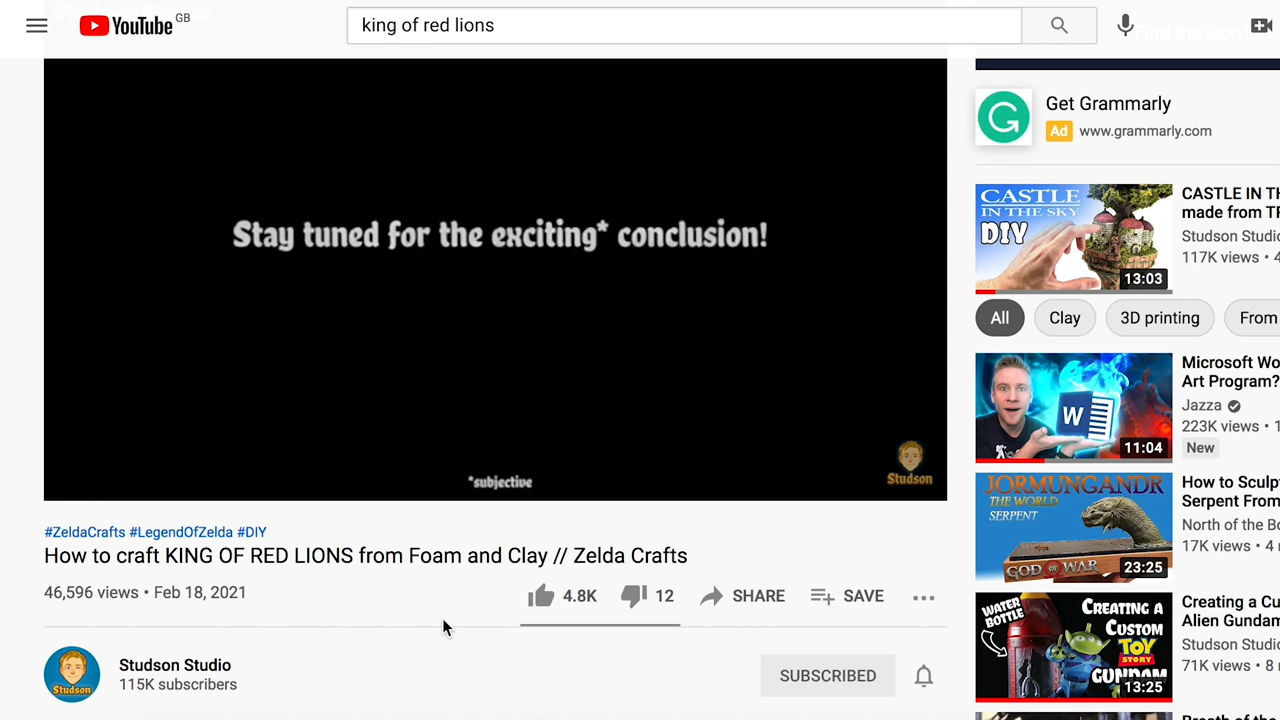 YouTube GB
king of red lions
Stay tuned for the exciting* conclusion!
*subjective
Studson
#ZeldaCrafts #LegendOfZelda #DIY
How to craft KING OF RED LIONS from Foam and Clay // Zelda Crafts
46,596 views • Feb 18, 2021
4.8K 12 SHARE SAVE
Studson
Studson Studio
115K subscribers
SUBSCRIBED
Get Grammarly
Ad www.grammarly.com
CASTLE
IN THE SKY
DIY
13:03
CASTLE IN TH
made from TR
Studson Studio
117K views • 4
All Clay 3D printing From
W
11:04
Microsoft Wo
Art Program?
Jazza
223K views • 1
New
JORMUNGANDR
THE WORLD
SERPENT
GOD OF WAR
23:25
How to Sculpt
Serpent From
North of the Bo
17K views • 4
WATER
BOTTLE
CREATING A
CUSTOM
TOY
STORY
GUNDAM
13:25
Creating a Cu
Alien Gundam
Studson Studio
71K views • 8